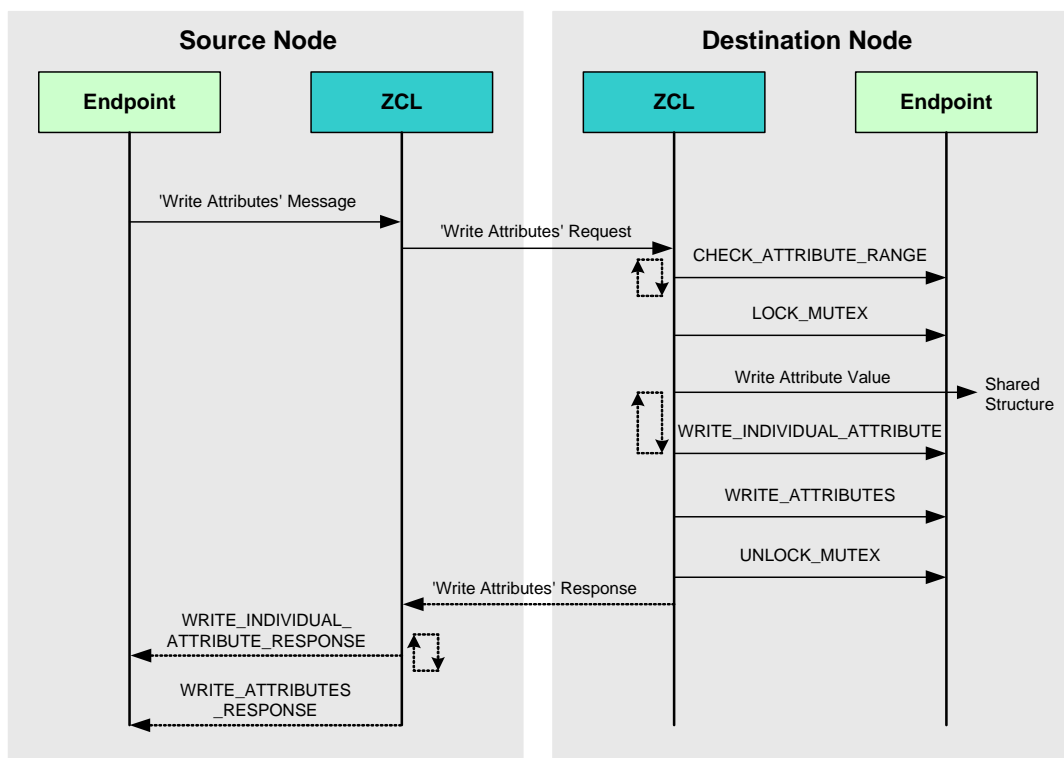 Source Node
Destination Node
Endpoint
ZCL
ZCL
Endpoint
'Write Attributes' Message
'Write Attributes' Request
CHECK_ATTRIBUTE_RANGE
LOCK_MUTEX
Write Attribute Value
Shared
Structure
WRITE_INDIVIDUAL_ATTRIBUTE
WRITE_ATTRIBUTES
UNLOCK_MUTEX
'Write Attributes' Response
WRITE_INDIVIDUAL_
ATTRIBUTE_RESPONSE
WRITE_ATTRIBUTES
_RESPONSE